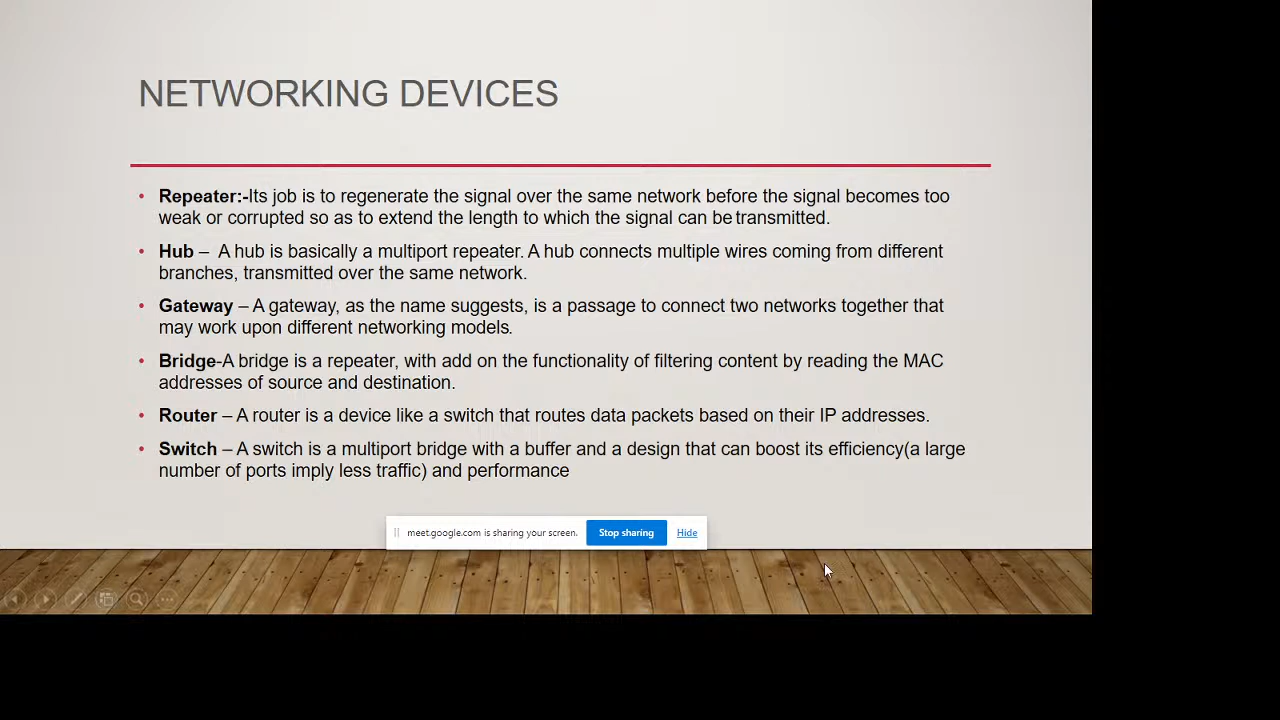 NETWORKING DEVICES
• Repeater:-Its job is to regenerate the signal over the same network before the signal becomes too
weak or corrupted so as to extend the length to which the signal can be transmitted.
• Hub – A hub is basically a multiport repeater. A hub connects multiple wires coming from different
branches, transmitted over the same network.
• Gateway – A gateway, as the name suggests, is a passage to connect two networks together that
may work upon different networking models.
• Bridge-A bridge is a repeater, with add on the functionality of filtering content by reading the MAC
addresses of source and destination.
• Router – A router is a device like a switch that routes data packets based on their IP addresses.
• Switch – A switch is a multiport bridge with a buffer and a design that can boost its efficiency(a large
number of ports imply less traffic) and performance
meet.google.com is sharing your screen. Stop sharing Hide